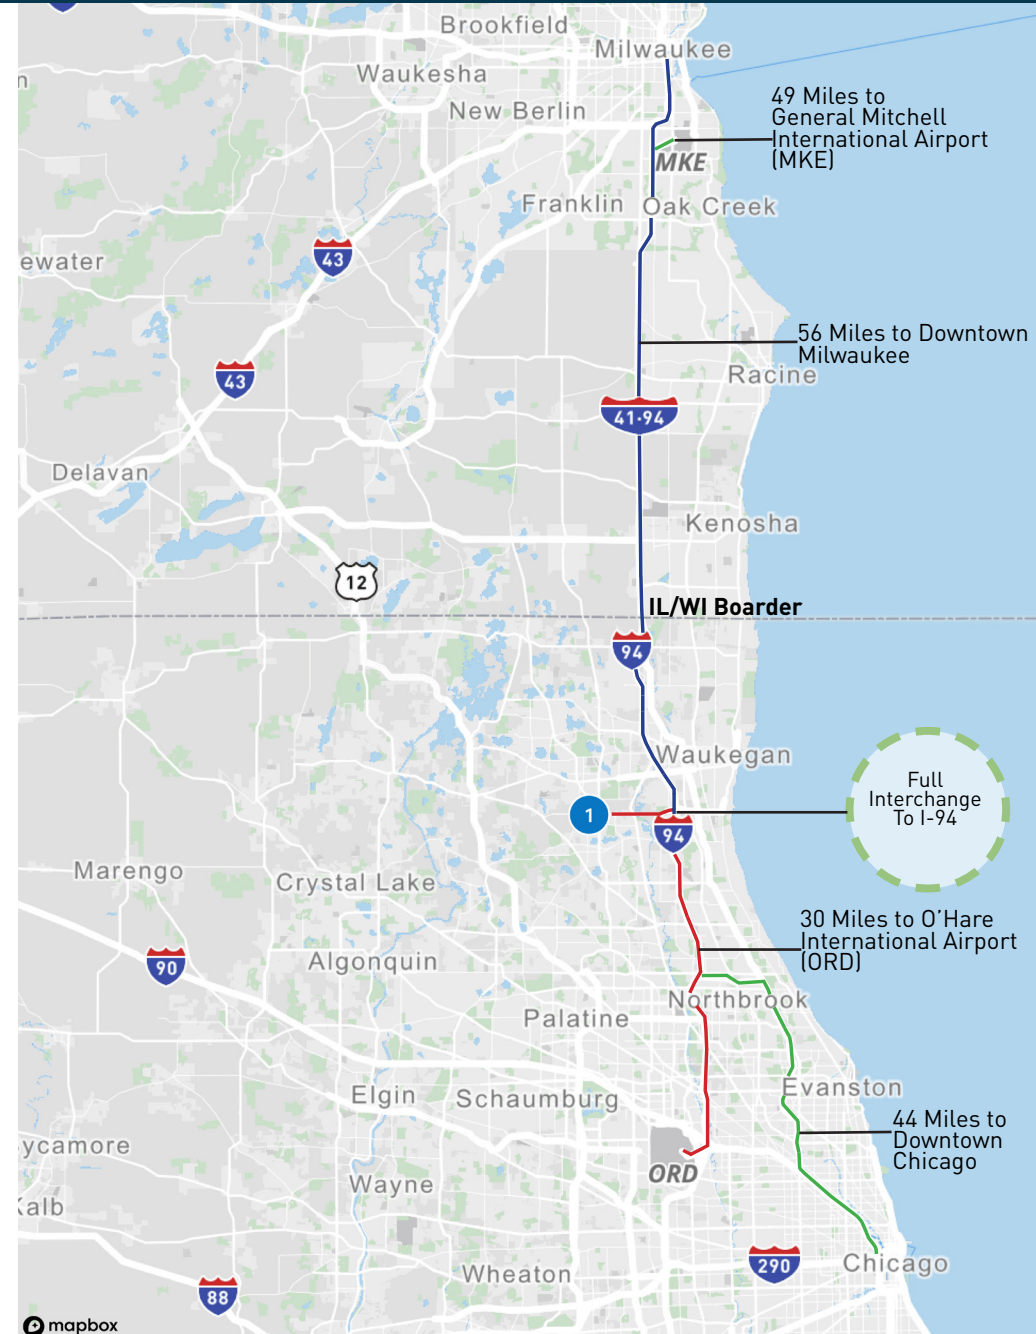 Brookfield
Milwaukee
Waukesha
n
New Berlin
49 Miles to
General Mitchell
International Airport
(MKE)
MKE
Franklin
Oak Creek
ewater
43
56 Miles to Downtown
Milwaukee
Racine
43
41-94
Delavan
Kenosha
12
IL/WI Boarder
94
Waukegan
Full
Interchange
To I-94
1
94
Marengo
Crystal Lake
30 Miles to O'Hare
International Airport
(ORD)
90
Algonquin
Northbrook
Palatine
Evanston
Elgin
Schaumburg
44 Miles to
Downtown
Chicago
ycamore
ORD
Wayne
Kalb
Chicago
290
Wheaton
88
mapbox